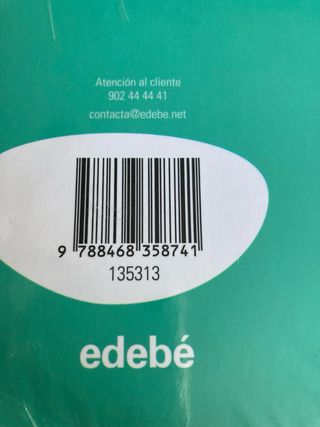 Atención al cliente
902 44 44 41
contacta@edebe.net
9 788468 358741
135313
edebé